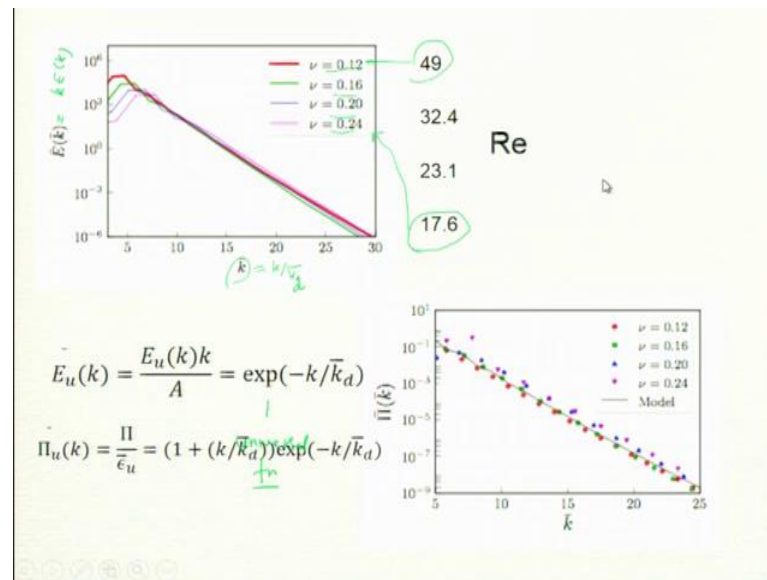 10⁶
10³
10⁰
10⁻³
10⁻⁶
Ẽ(k̃)= k E(k)
ν = 0.12
ν = 0.16
ν = 0.20
ν = 0.24
5 10 15 20 25 30
k̃ = k/
49
32.4
23.1
17.6
Re
E_u(k) = E_u(k)k / A = exp(−k/k̄_d)
Π_u(k) = Π / ε̄_u = (1 + (k/k̄_d))exp(−k/k̄_d)
fn
10¹
10⁻¹
10⁻³
10⁻⁵
10⁻⁷
10⁻⁹
Π̃(k̃)
ν = 0.12
ν = 0.16
ν = 0.20
ν = 0.24
Model
5 10 15 20 25
k̃